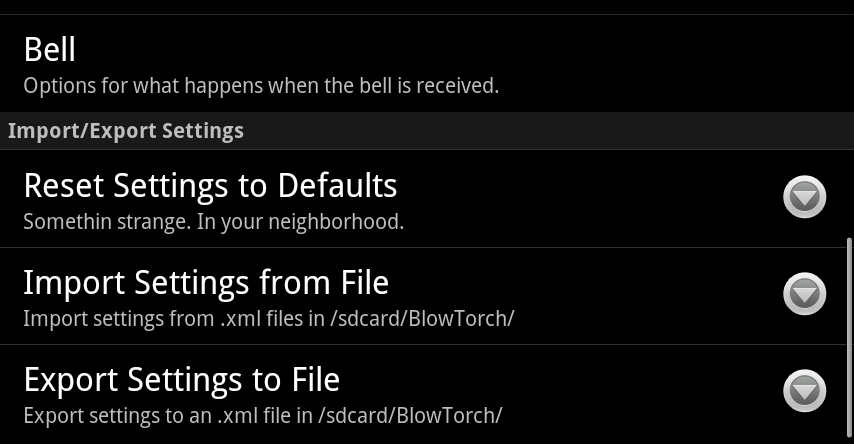 Bell
Options for what happens when the bell is received.
Import/Export Settings
Reset Settings to Defaults
Somethin strange. In your neighborhood.
Import Settings from File
Import settings from .xml files in /sdcard/BlowTorch/
Export Settings to File
Export settings to an .xml file in /sdcard/BlowTorch/